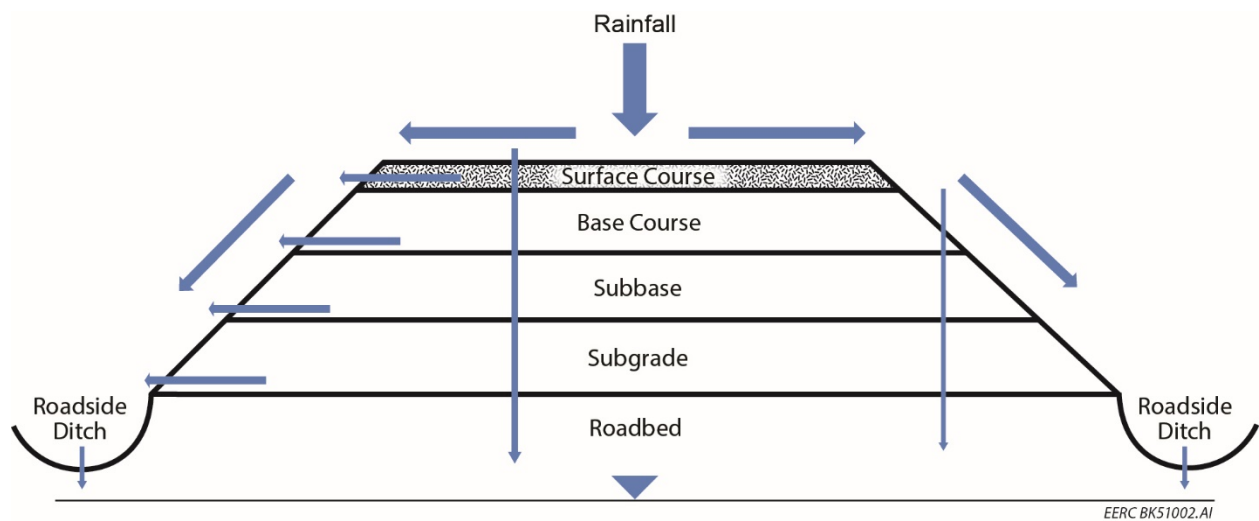 Rainfall
Surface Course
Base Course
Subbase
Subgrade
Roadside
Ditch
Roadbed
Roadside
Ditch
EERC BK51002.AI